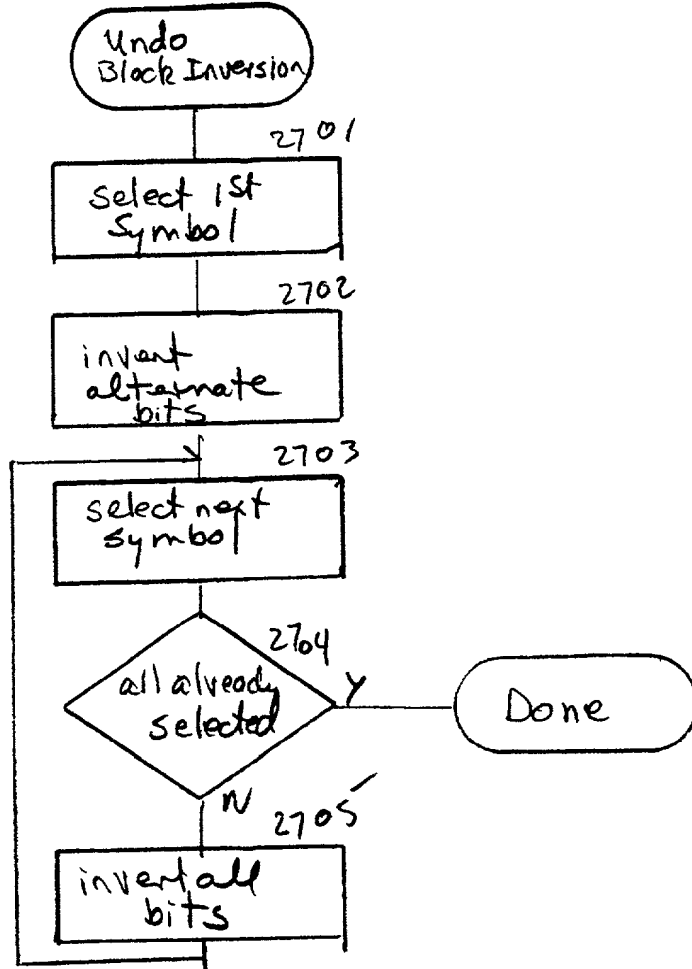 Undo
Block Inversion
2701
select 1st
symbol
2702
invert
alternate
bits
2703
select next
symbol
2704
all already
selected
Y
Done
N
2705
invert all
bits